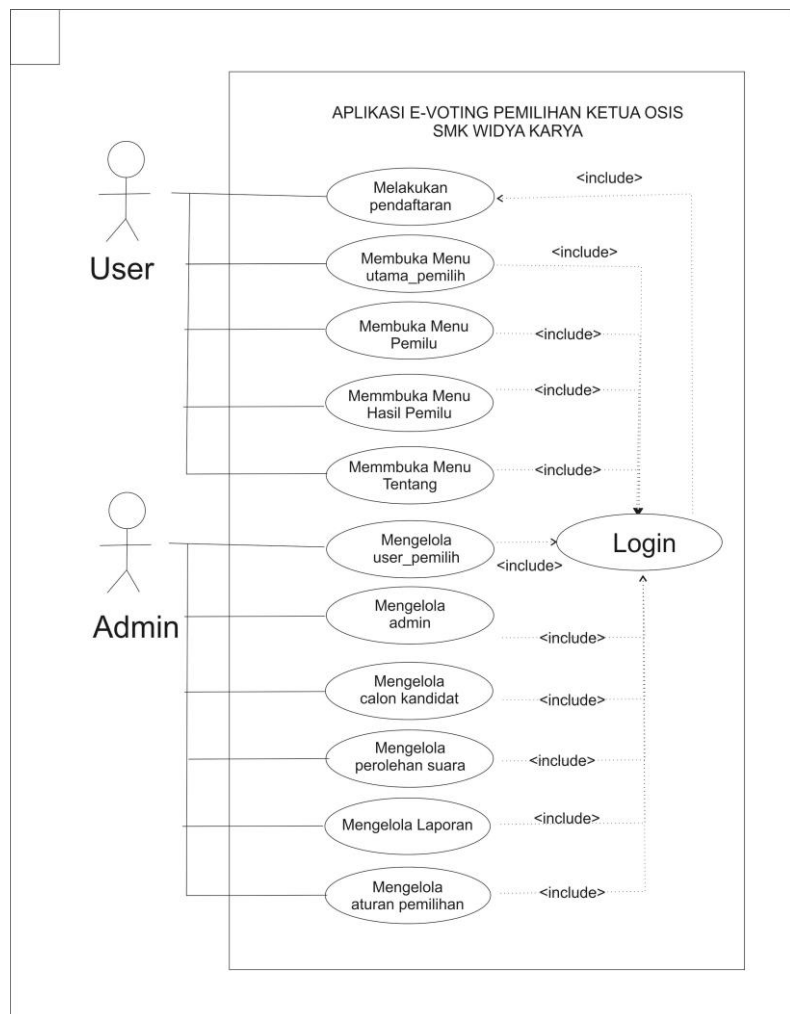 APLIKASI E-VOTING PEMILIHAN KETUA OSIS
SMK WIDYA KARYA
User
Melakukan
pendaftaran
<include>
Membuka Menu
utama_pemilih
<include>
Membuka Menu
Pemilu
<include>
Memmbuka Menu
Hasil Pemilu
<include>
Memmbuka Menu
Tentang
<include>
Admin
Mengelola
user_pemilih
<include>
Login
Mengelola
admin
<include>
Mengelola
calon kandidat
<include>
Mengelola
perolehan suara
<include>
Mengelola Laporan
<include>
Mengelola
aturan pemilihan
<include>